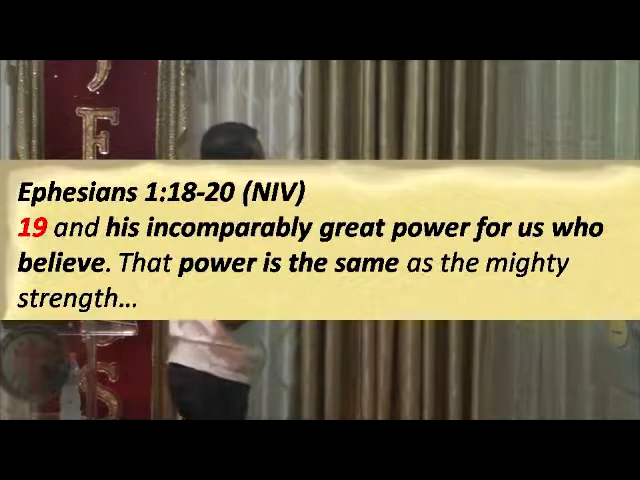 J
E
Ephesians 1:18-20 (NIV)
19 and his incomparably great power for us who
believe. That power is the same as the mighty
strength...
S